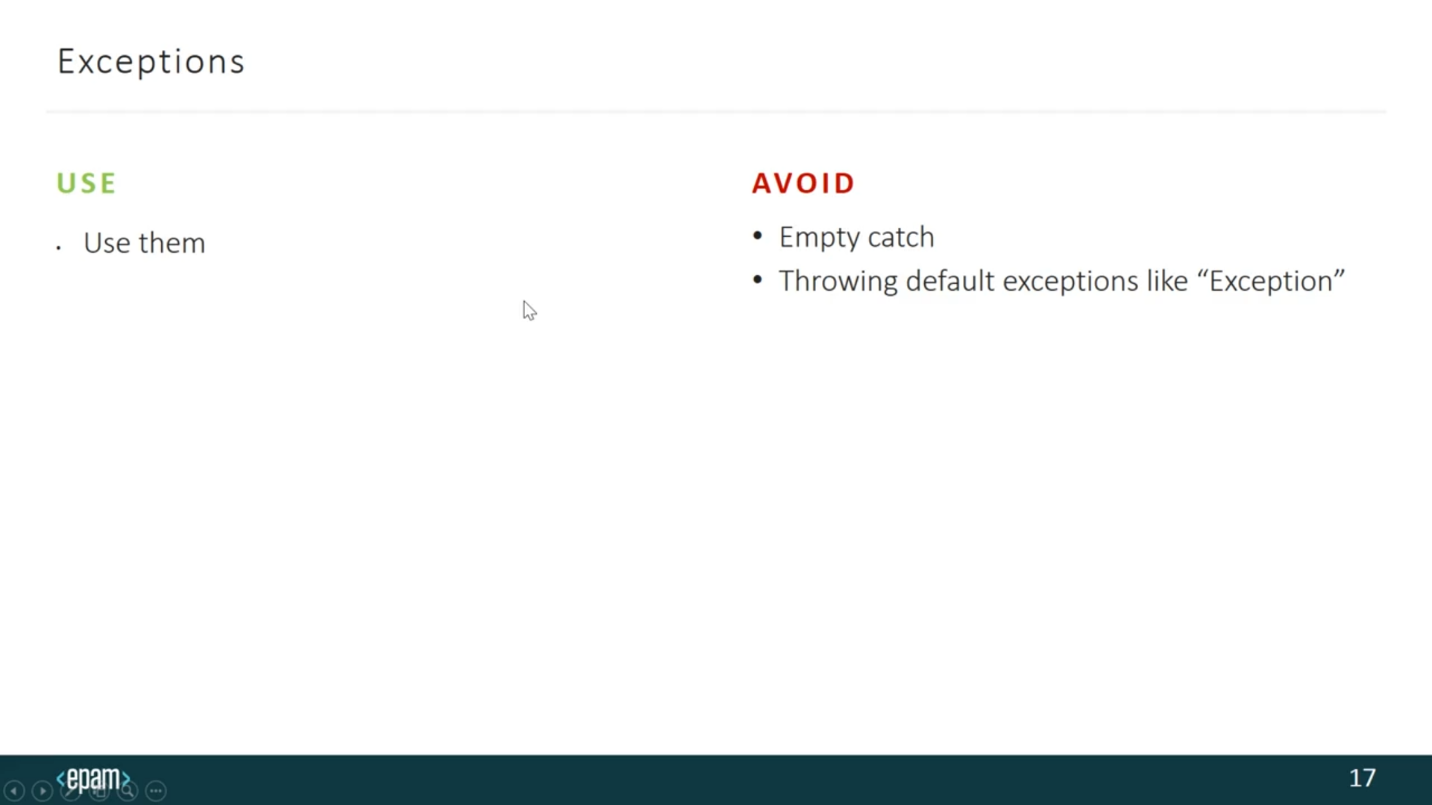 Exceptions
USE
• Use them
AVOID
• Empty catch
• Throwing default exceptions like “Exception”
<epam>
17